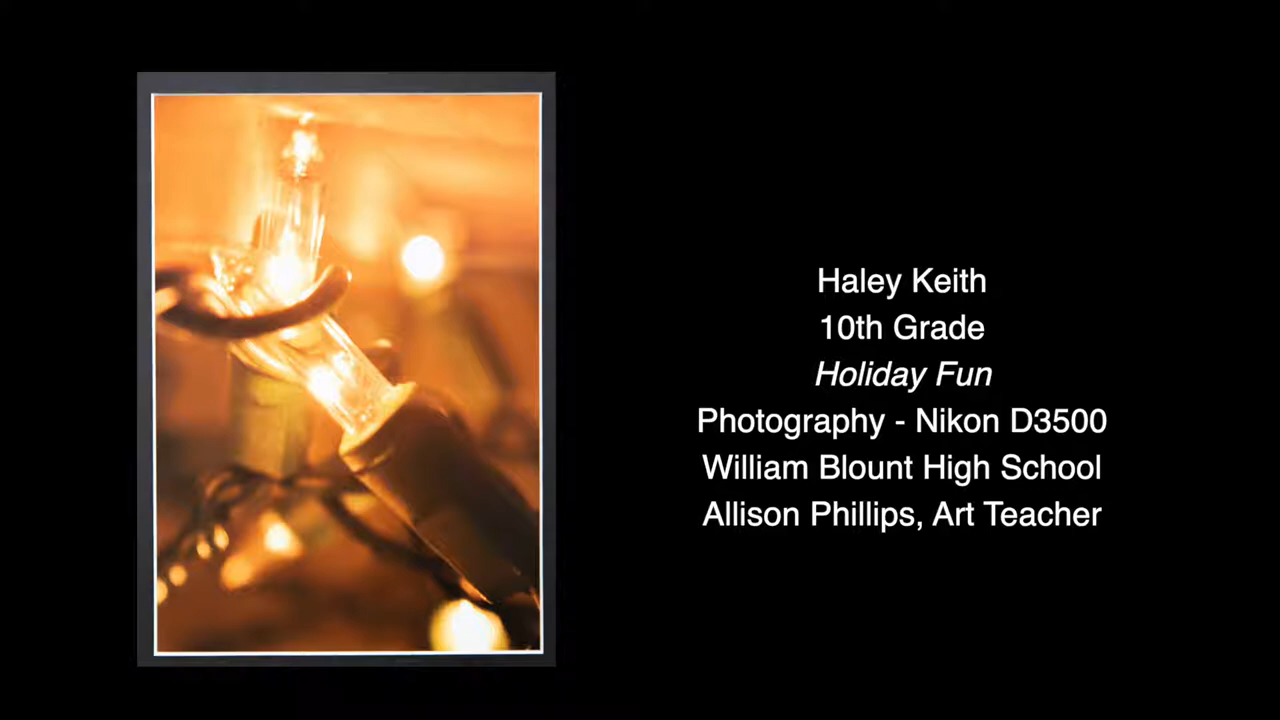 Haley Keith
10th Grade
Holiday Fun
Photography - Nikon D3500
William Blount High School
Allison Phillips, Art Teacher